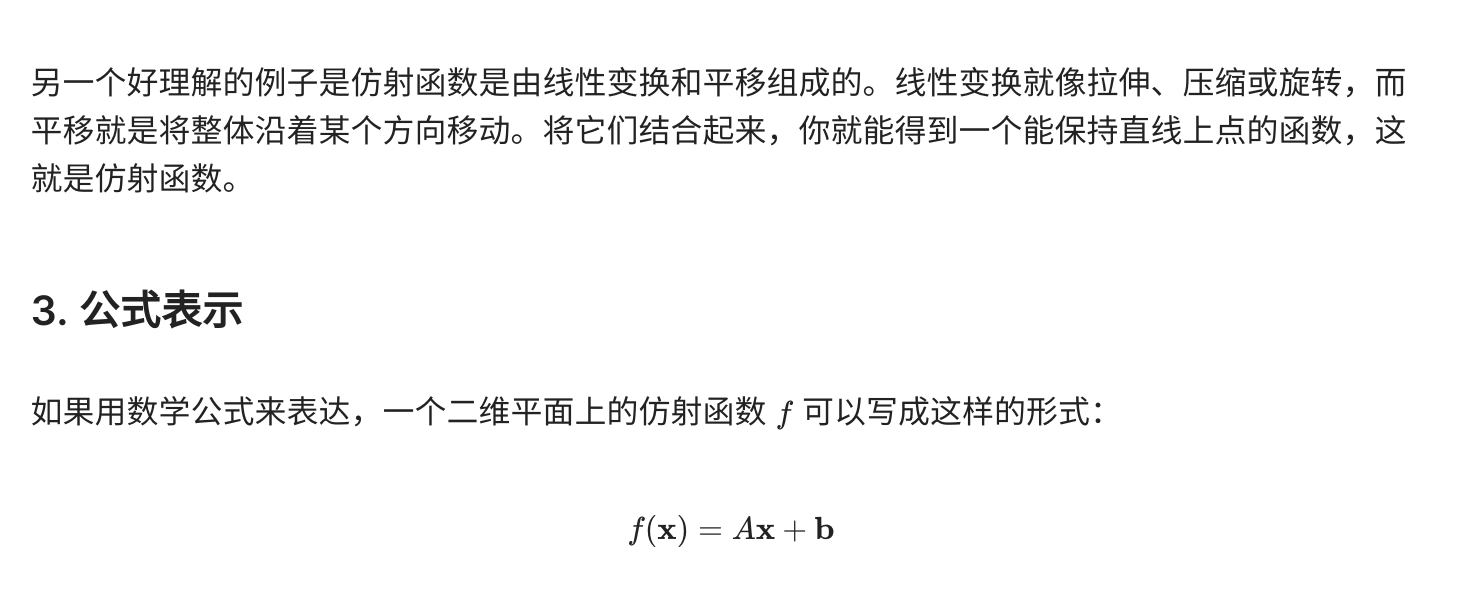 另一个好理解的例子是仿射函数是由线性变换和平移组成的。线性变换就像拉伸、压缩或旋转，而
平移就是将整体沿着某个方向移动。将它们结合起来，你就能得到一个能保持直线上点的函数，这
就是仿射函数。
3. 公式表示
如果用数学公式来表达，一个二维平面上的仿射函数 f 可以写成这样的形式：
f(x) = Ax + b